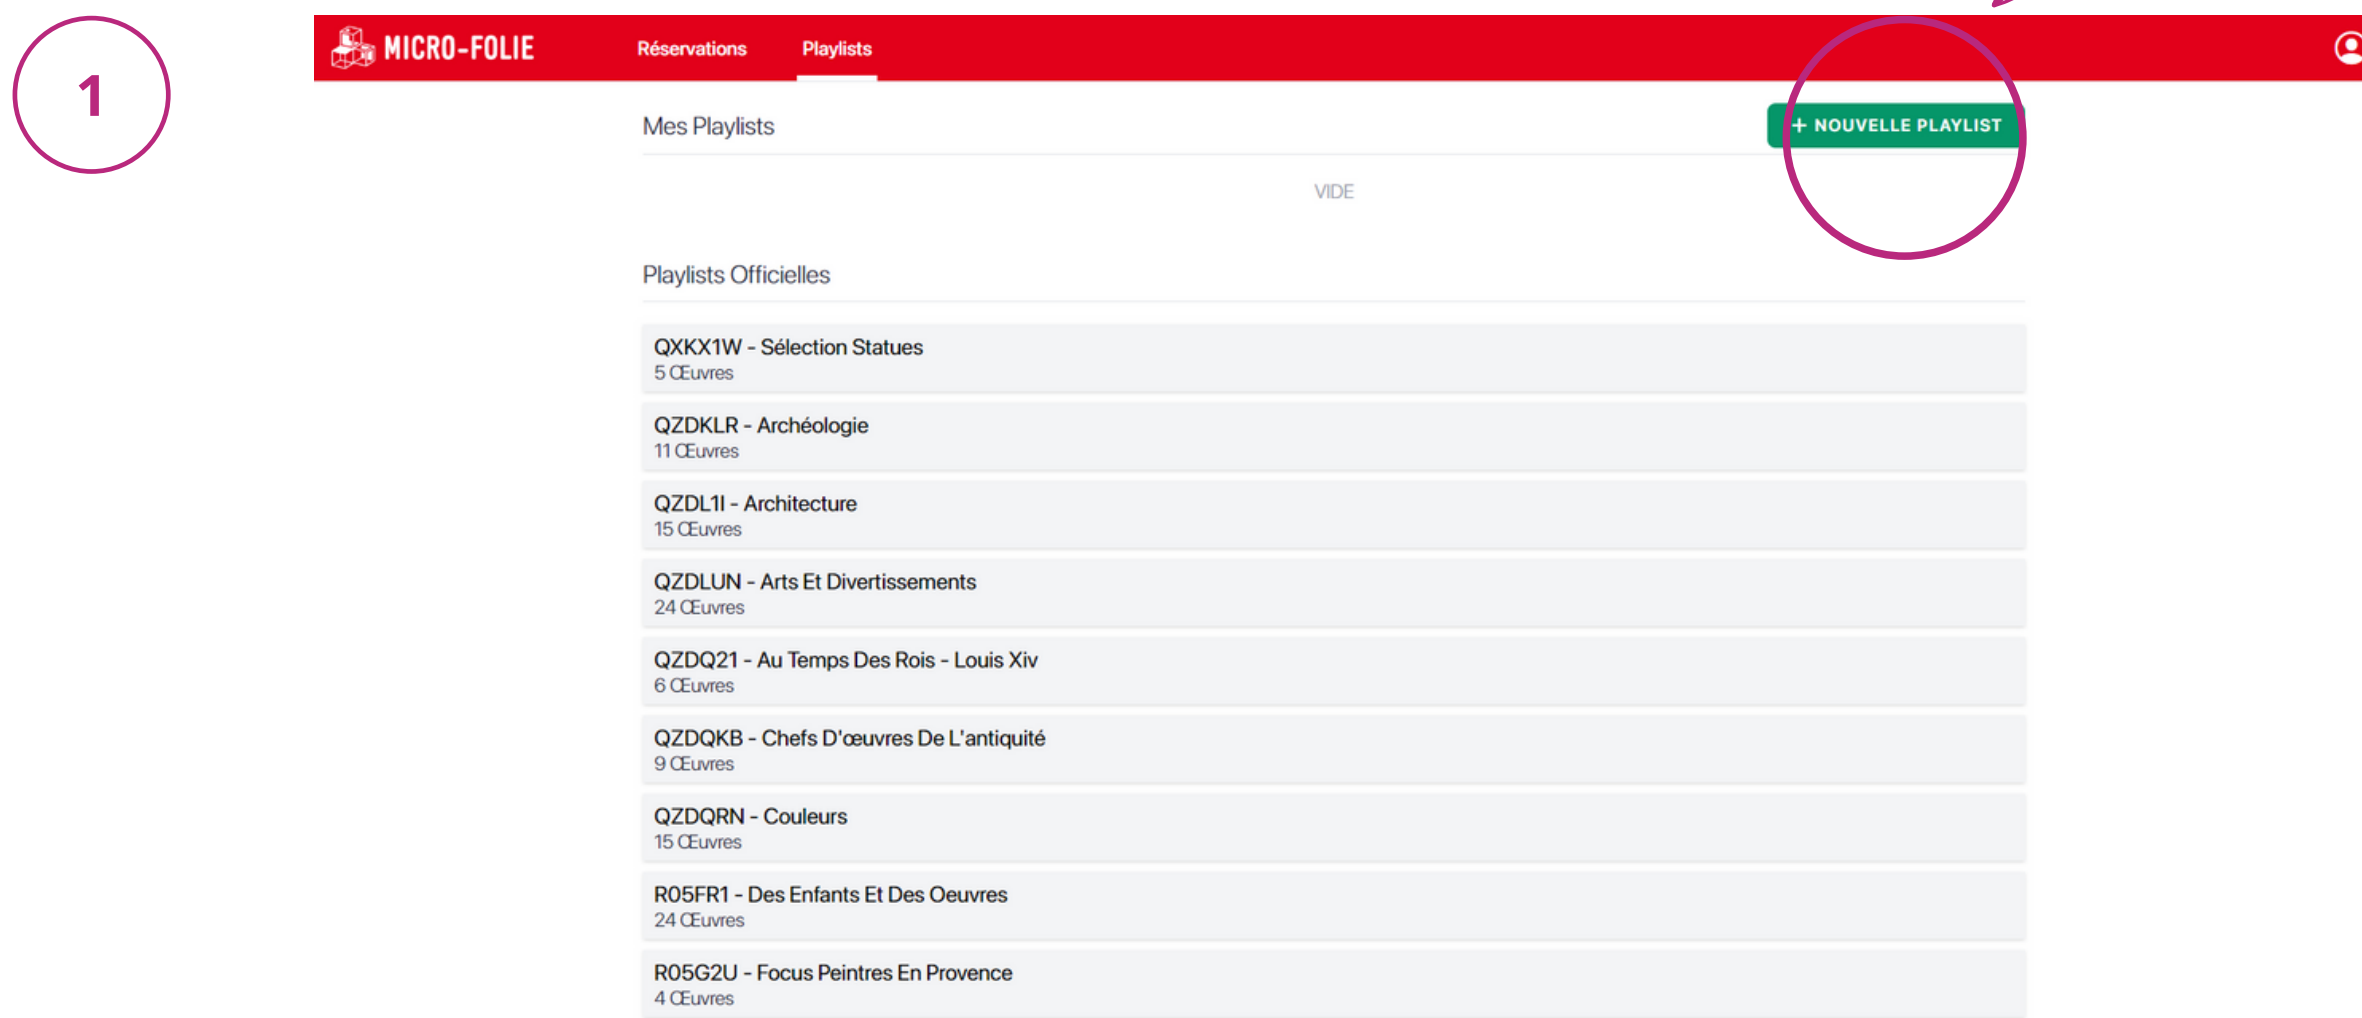 1
MICRO-FOLIE
Réservations
Playlists
Mes Playlists
+ NOUVELLE PLAYLIST
VIDE
Playlists Officielles
QXKX1W - Sélection Statues
5 Œuvres
QZDKLR - Archéologie
11 Œuvres
QZDL1I - Architecture
15 Œuvres
QZDLUN - Arts Et Divertissements
24 Œuvres
QZDQ21 - Au Temps Des Rois - Louis Xiv
6 Œuvres
QZDQKB - Chefs D'œuvres De L'antiquité
9 Œuvres
QZDQRN - Couleurs
15 Œuvres
R05FR1 - Des Enfants Et Des Oeuvres
24 Œuvres
R05G2U - Focus Peintres En Provence
4 Œuvres